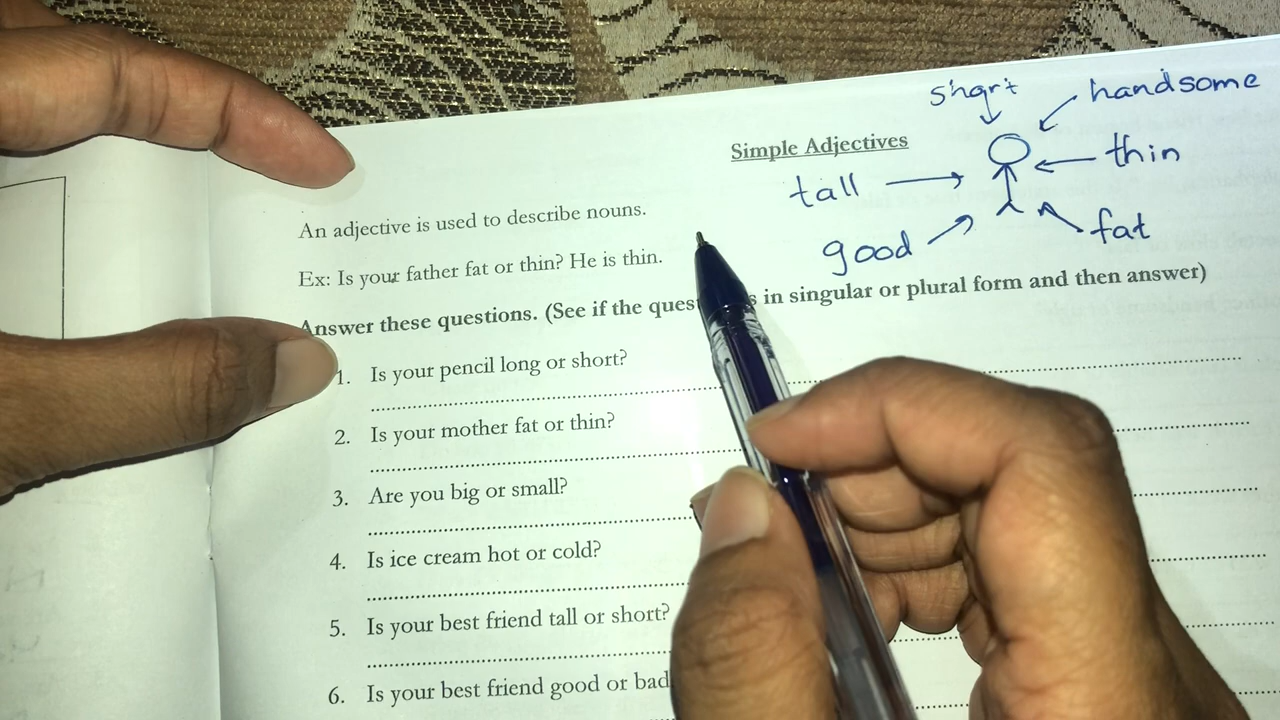 short
handsome
Simple Adjectives
thin
tall
An adjective is used to describe nouns.
fat
good
Ex: Is your father fat or thin? He is thin.
Answer these questions. (See if the in singular or plural form and then answer)
1. Is your pencil long or short?
2. Is your mother fat or thin?
3. Are you big or small?
4. Is ice cream hot or cold?
5. Is your best friend tall or short?
6. Is your best friend good or bad